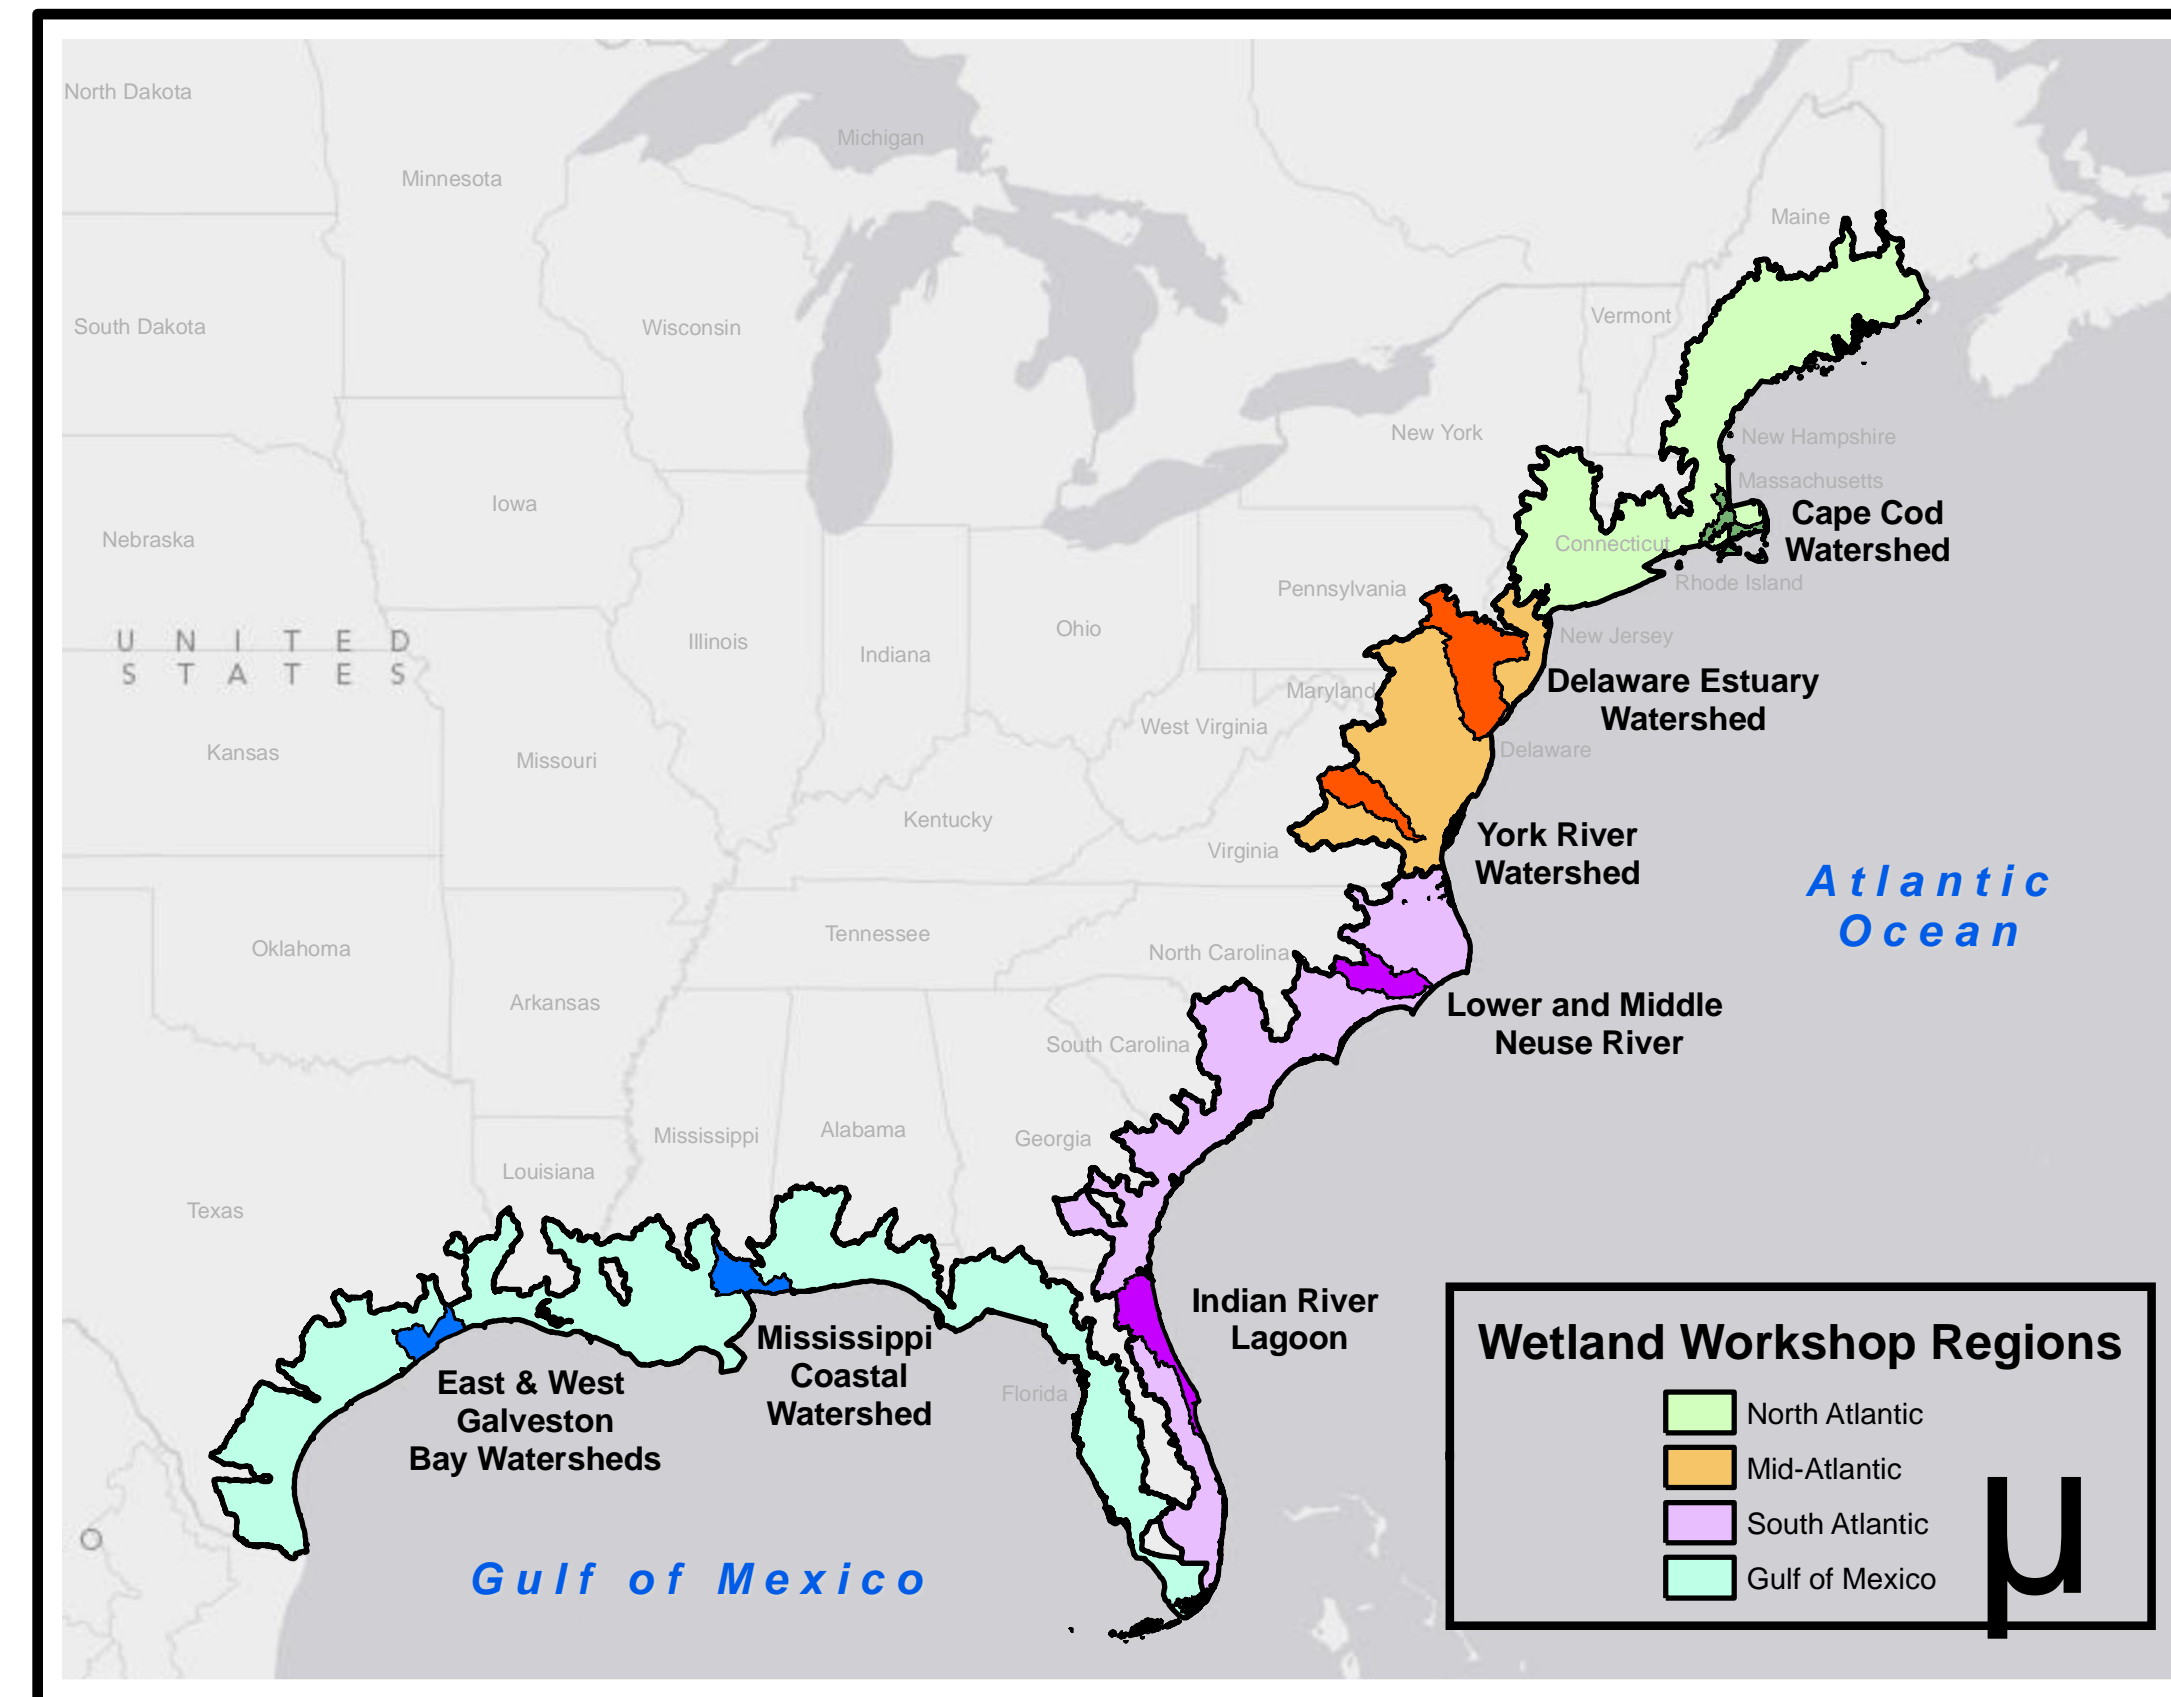 North Dakota
Minnesota
Michigan
Maine
South Dakota
Wisconsin
Vermont
New York
New Hampshire
Massachusetts
Iowa
Cape Cod
Watershed
Nebraska
Connecticut
Rhode Island
Pennsylvania
UNITED
STATES
Illinois
Indiana
Ohio
New Jersey
Maryland
Delaware Estuary
Watershed
West Virginia
Delaware
Kansas
Missouri
Kentucky
Virginia
York River
Watershed
Atlantic
Ocean
Oklahoma
Tennessee
North Carolina
Arkansas
South Carolina
Lower and Middle
Neuse River
Mississippi
Alabama
Georgia
Louisiana
Texas
Indian River
Lagoon
Mississippi
Coastal
Watershed
East & West
Galveston
Bay Watersheds
Florida
Gulf of Mexico
Wetland Workshop Regions
North Atlantic
Mid-Atlantic
South Atlantic
Gulf of Mexico
µ